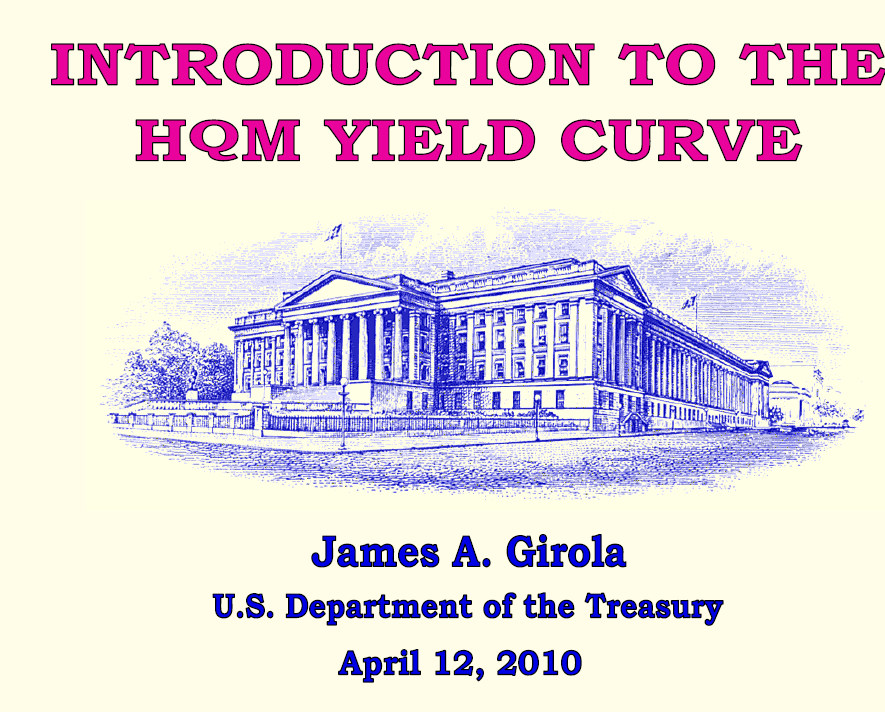 INTRODUCTION TO THE
HQM YIELD CURVE
James A. Girola
U.S. Department of the Treasury
April 12, 2010